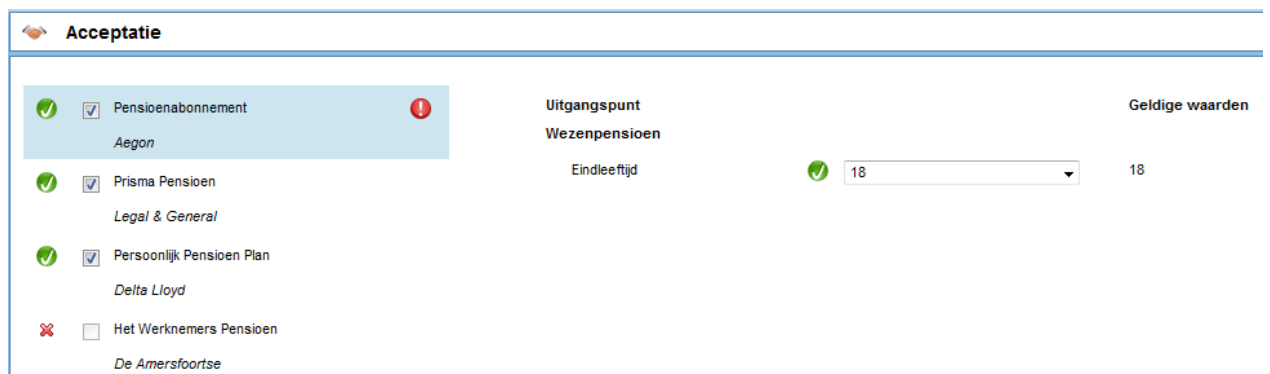 Acceptatie
Pensioenabonnement
Aegon
Prisma Pensioen
Legal & General
Persoonlijk Pensioen Plan
Delta Lloyd
Het Werknemers Pensioen
De Amersfoortse
Uitgangspunt Geldige waarden
Wezenpensioen
Eindleeftijd 18 18